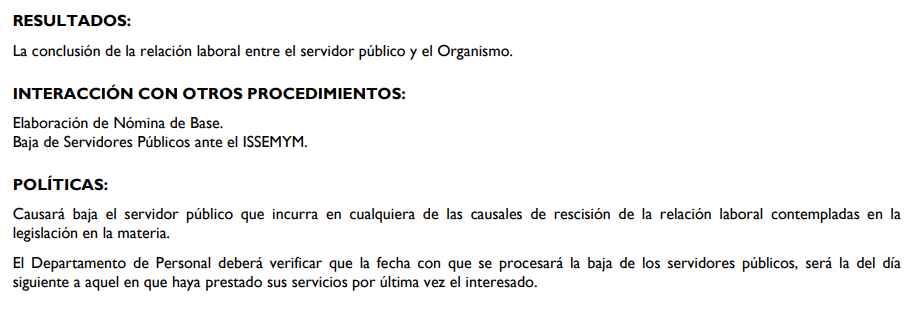 RESULTADOS:
La conclusión de la relación laboral entre el servidor público y el Organismo.
INTERACCIÓN CON OTROS PROCEDIMIENTOS:
Elaboración de Nómina de Base.
Baja de Servidores Públicos ante el ISSEMYM.
POLÍTICAS:
Causará baja el servidor público que incurra en cualquiera de las causales de rescisión de la relación laboral contempladas en la
legislación en la materia.
El Departamento de Personal deberá verificar que la fecha con que se procesará la baja de los servidores públicos, será la del día
siguiente a aquel en que haya prestado sus servicios por última vez el interesado.